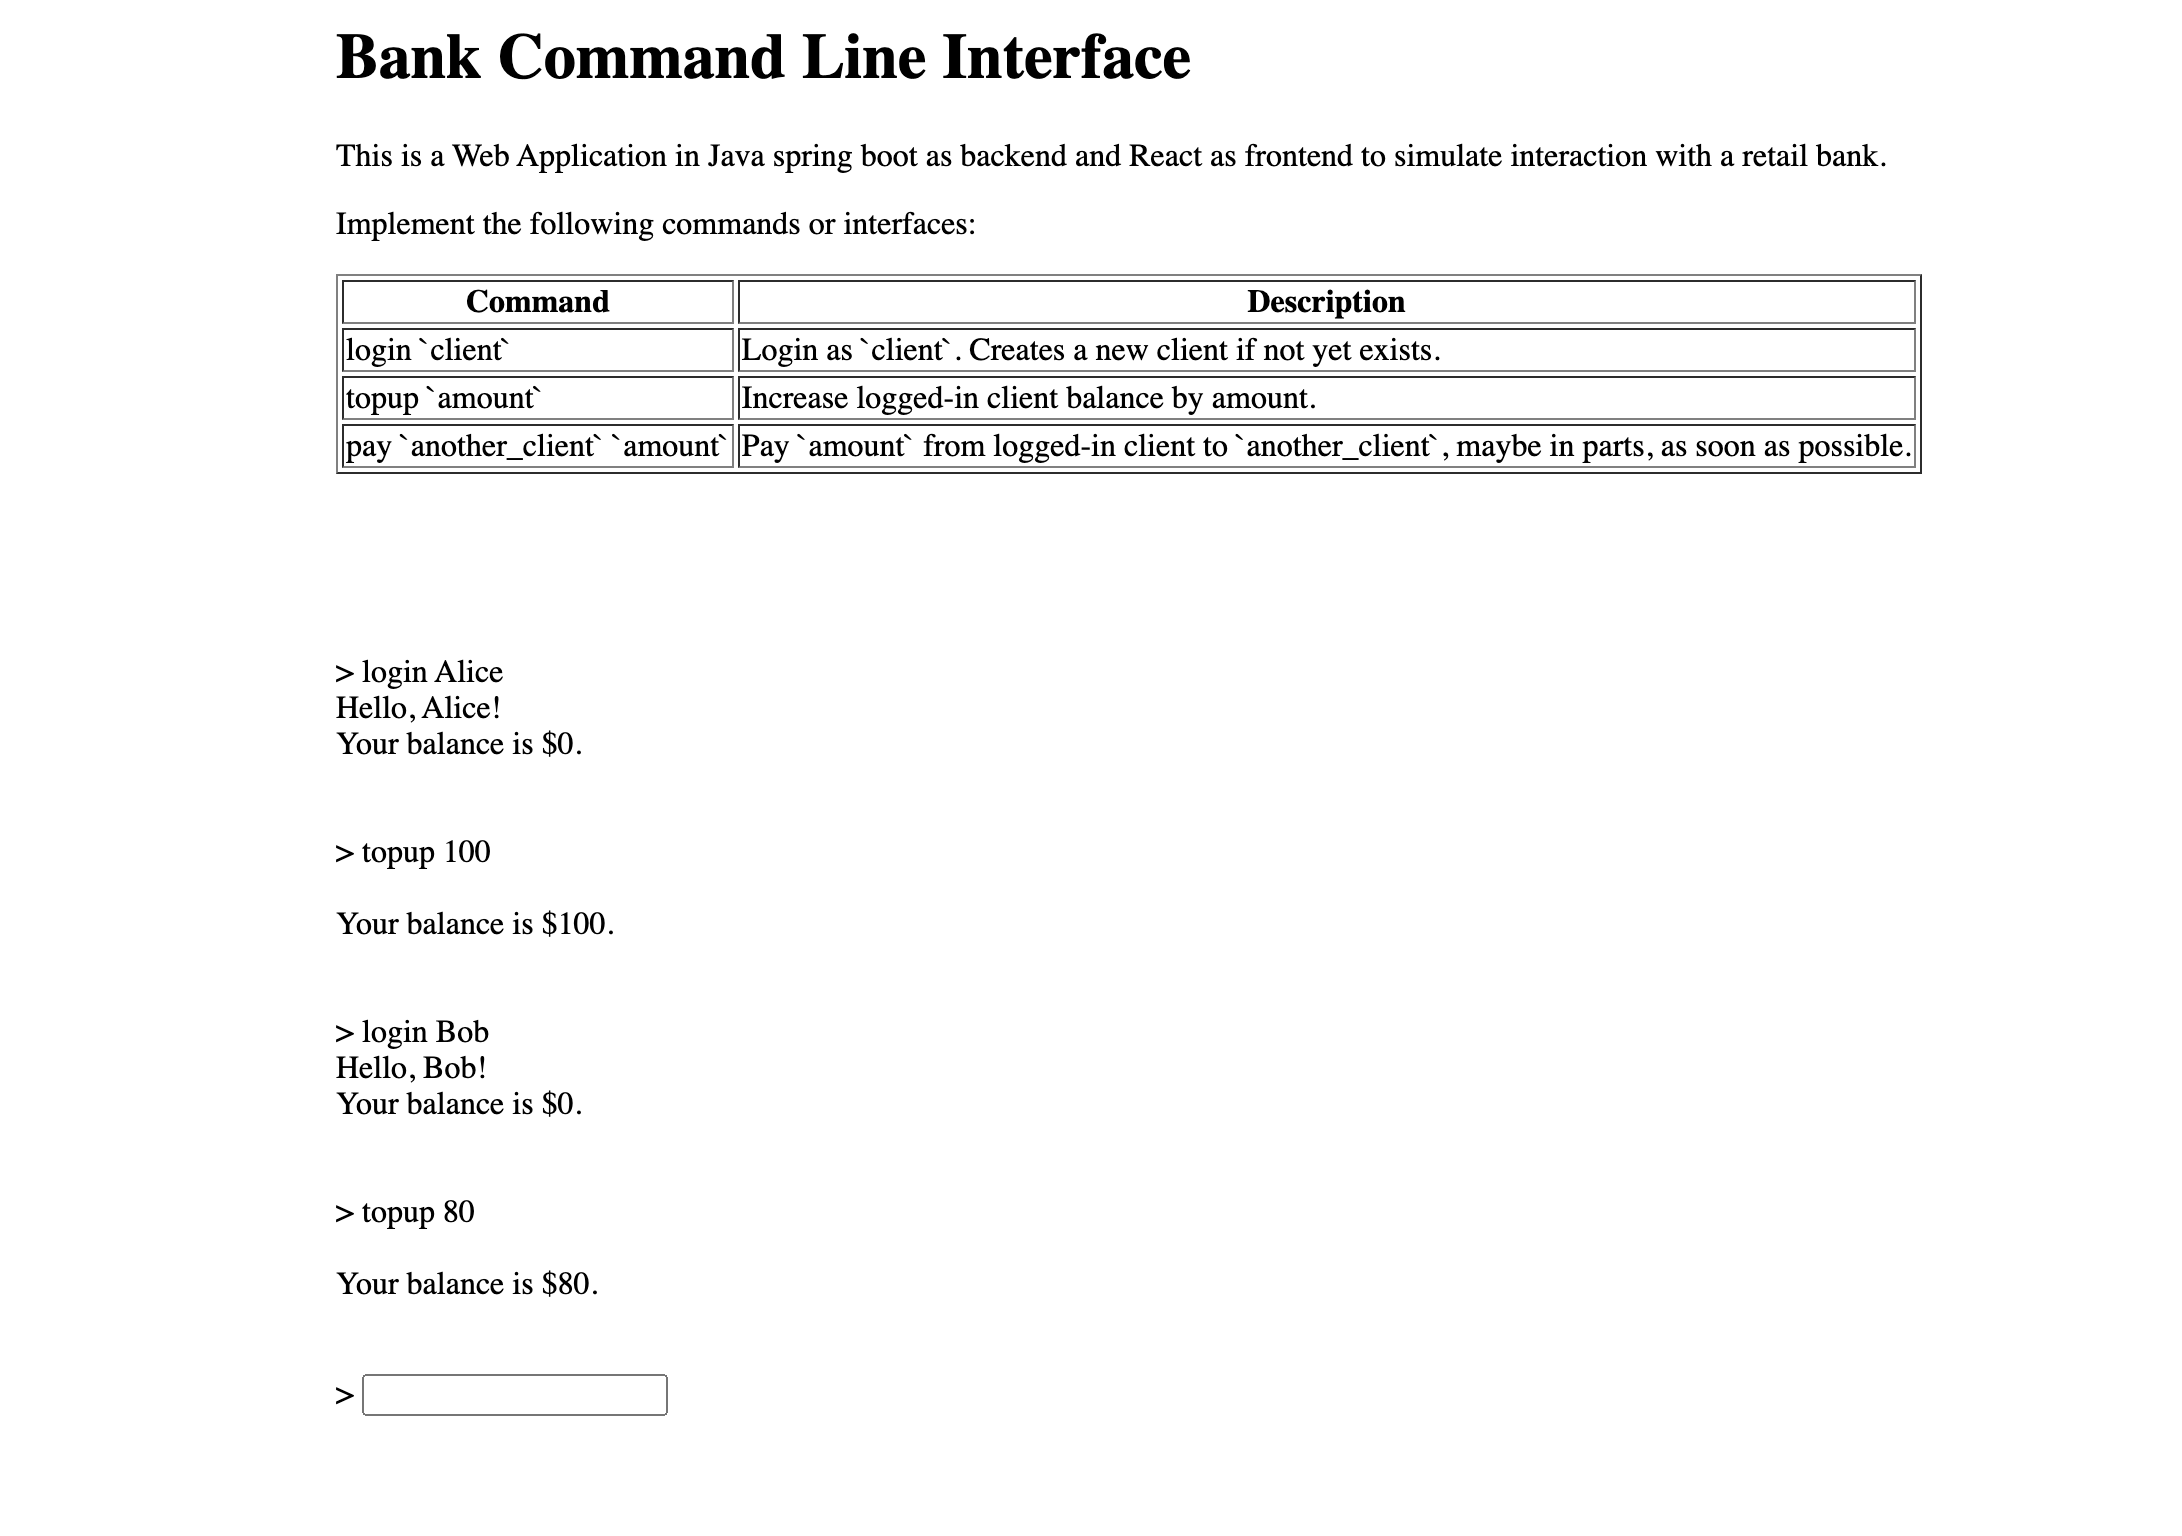 Bank Command Line Interface
This is a Web Application in Java spring boot as backend and React as frontend to simulate interaction with a retail bank.
Implement the following commands or interfaces:
Command Description
login `client` Login as `client`. Creates a new client if not yet exists.
topup `amount` Increase logged-in client balance by amount.
pay `another_client` `amount` Pay `amount` from logged-in client to `another_client`, maybe in parts, as soon as possible.
> login Alice
Hello, Alice!
Your balance is $0.
> topup 100
Your balance is $100.
> login Bob
Hello, Bob!
Your balance is $0.
> topup 80
Your balance is $80.
>